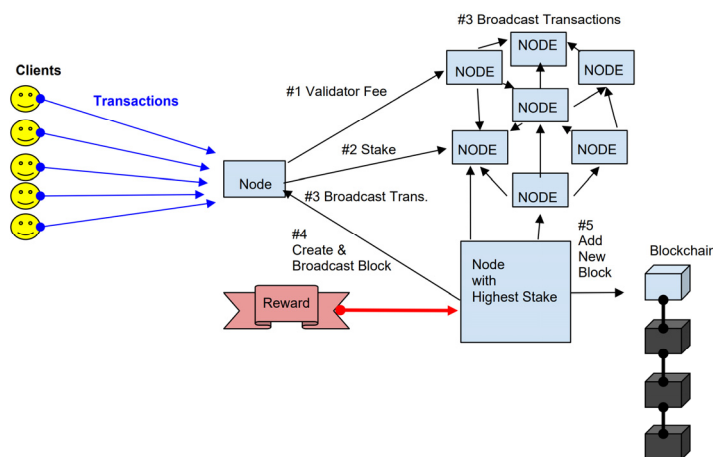 #3 Broadcast Transactions
NODE
NODE
NODE
Clients
#1 Validator Fee
Transactions
NODE
#2 Stake
NODE
NODE
Node
#3 Broadcast Trans.
NODE
#4
Create &
Broadcast Block
#5
Add
New
Block
Blockchain
Node
with
Highest Stake
Reward